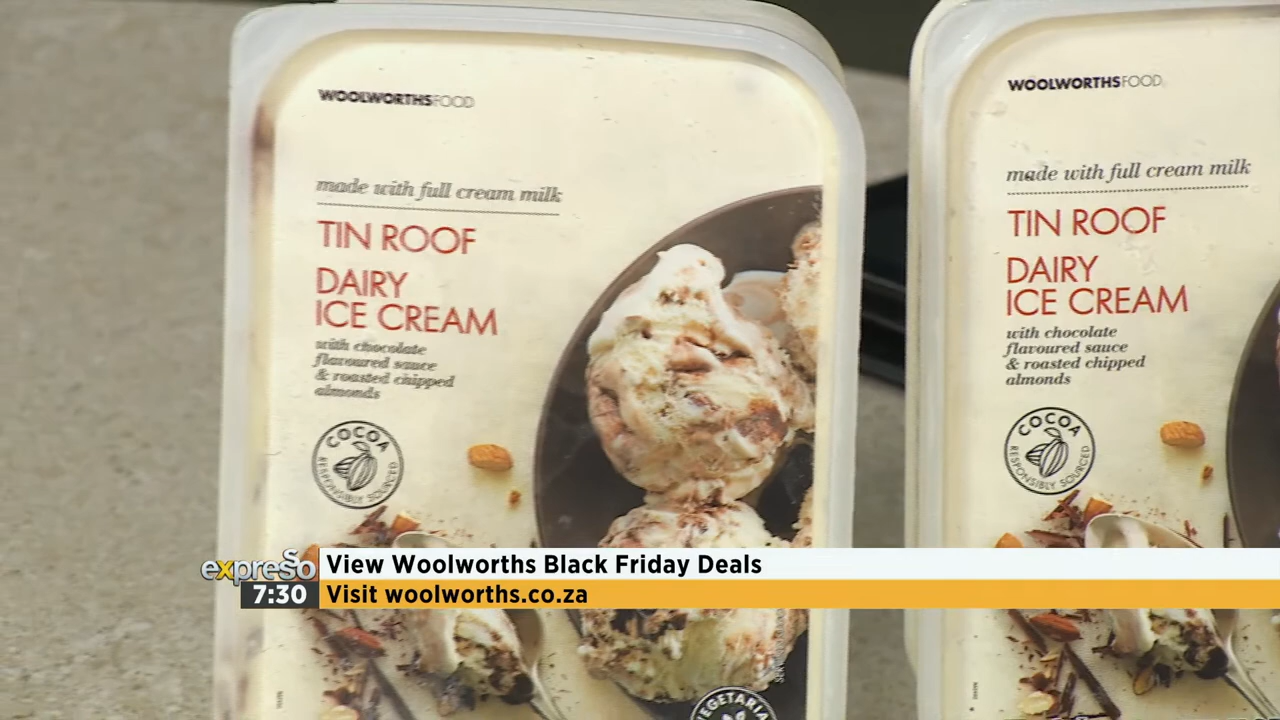 WOOLWORTHSFOOD
made with full cream milk
TIN ROOF
DAIRY
ICE CREAM
with chocolate
flavoured sauce
& roasted chipped
almonds
COCOA
RESPONSIBLY SOURCED
WOOLWORTHSFOOD
made with full cream milk
TIN ROOF
DAIRY
ICE CREAM
with chocolate
flavoured sauce
& roasted chipped
almonds
COCOA
RESPONSIBLY SOURCED
expresso
View Woolworths Black Friday Deals
7:30
Visit woolworths.co.za